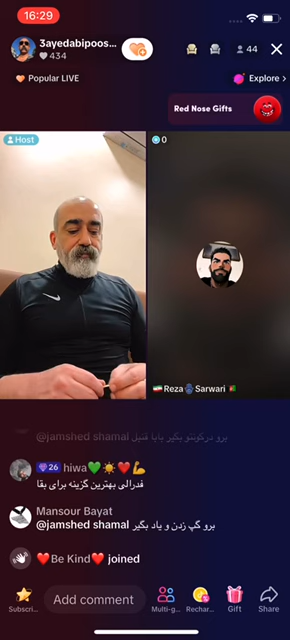 16:29
3ayedabipoos...
434
44
Popular LIVE
Explore >
Red Nose Gifts
Host
0
Reza Sarwari
@jamshed shamal برو درکونتو بگیر بابا فتیل
26 hiwa
فدرالی بهترین گزینه برای بقا
Mansour Bayat
@jamshed shamal برو گپ زدن و یاد بگیر
Be Kind joined
Subscri...
Add comment
Multi-g...
Rechar...
Gift
Share